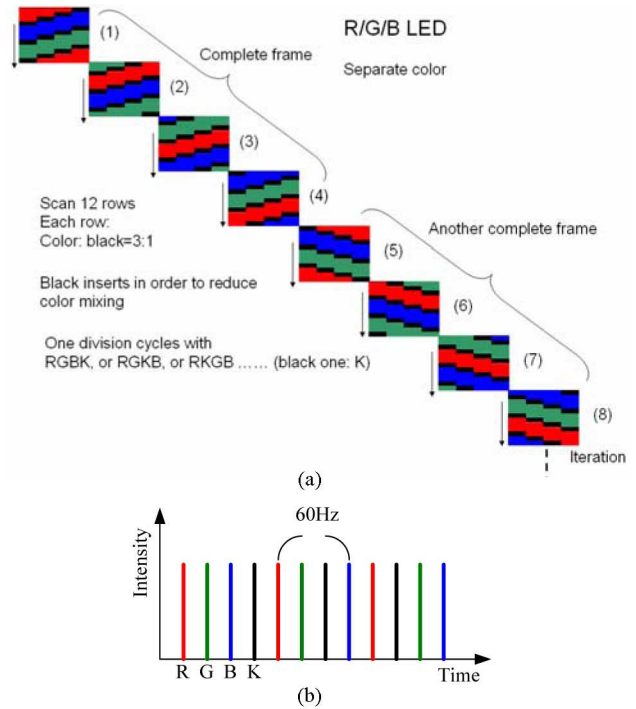 R/G/B LED
(1)
Complete frame
Separate color
(2)
(3)
(4)
Scan 12 rows
Each row:
Color: black=3:1
Another complete frame
(5)
Black inserts in order to reduce
color mixing
(6)
One division cycles with
RGBK, or RGKB, or RKGB ...... (black one: K)
(7)
(8)
Iteration
(a)
60Hz
Intensity
R G B K
Time
(b)